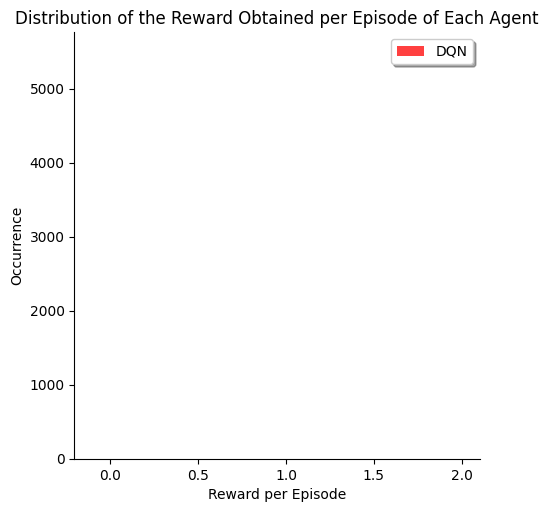 Distribution of the Reward Obtained per Episode of Each Agent
DQN
5000
4000
3000
2000
1000
0
Occurrence
0.0 0.5 1.0 1.5 2.0
Reward per Episode